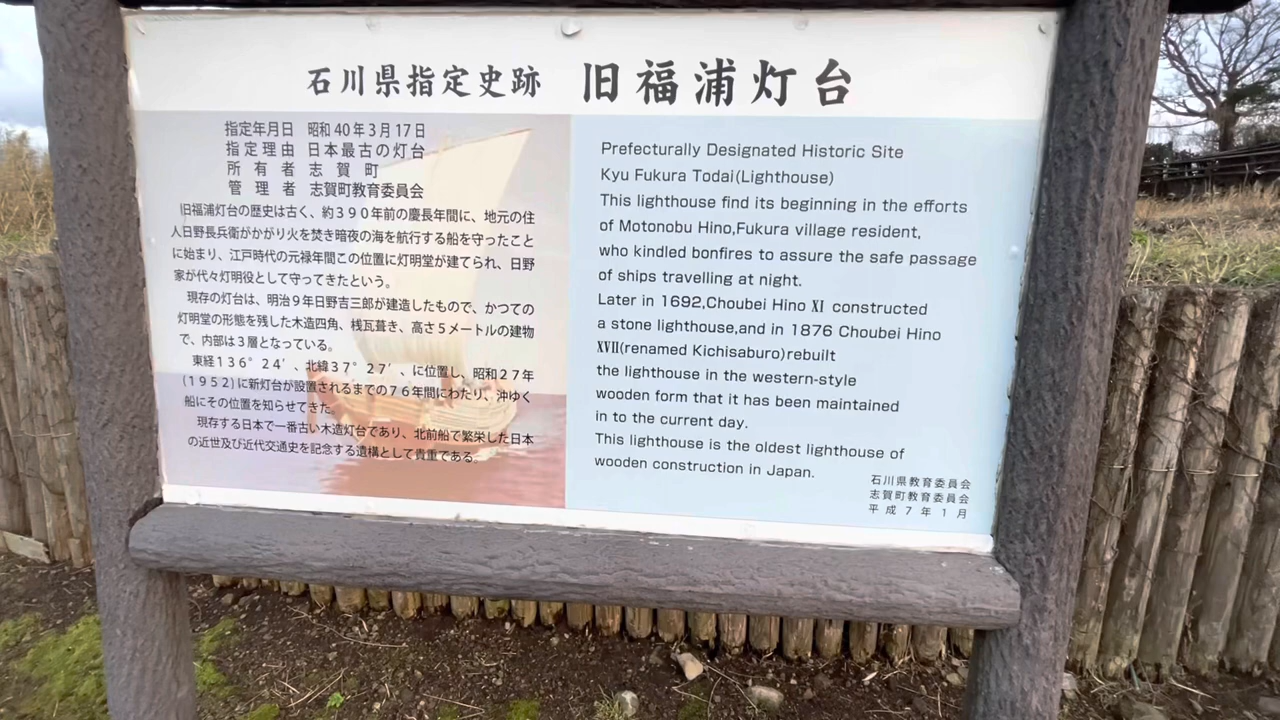 石川県指定史跡 旧福浦灯台
指定年月日 昭和40年3月17日
指定理由 日本最古の灯台
所有者 志賀町
管理者 志賀町教育委員会
旧福浦灯台の歴史は古く、約390年前の慶長年間に、地元の住
人日野長兵衛がかがり火を焚き暗夜の海を航行する船を守ったこと
に始まり、江戸時代の元禄年間この位置に灯明堂が建てられ、日野
家が代々灯明役として守ってきたという。
現存の灯台は、明治9年日野吉三郎が建造したもので、かつての
灯明堂の形態を残した木造四角、桟瓦葺き、高さ5メートルの建物
で、内部は3層となっている。
東経136°24′、北緯37°27′、に位置し、昭和27年
(1952)に新灯台が設置されるまでの76年間にわたり、沖ゆく
船にその位置を知らせてきた。
現存する日本で一番古い木造灯台であり、北前船で繁栄した日本
の近世及び近代交通史を記念する遺構として貴重である。
Prefecturally Designated Historic Site
Kyu Fukura Todai(Lighthouse)
This lighthouse find its beginning in the efforts
of Motonobu Hino,Fukura village resident,
who kindled bonfires to assure the safe passage
of ships travelling at night.
Later in 1692,Choubei Hino XI constructed
a stone lighthouse,and in 1876 Choubei Hino
XVII(renamed Kichisaburo)rebuilt
the lighthouse in the western-style
wooden form that it has been maintained
in to the current day.
This lighthouse is the oldest lighthouse of
wooden construction in Japan.
石川県教育委員会
志賀町教育委員会
平成7年1月